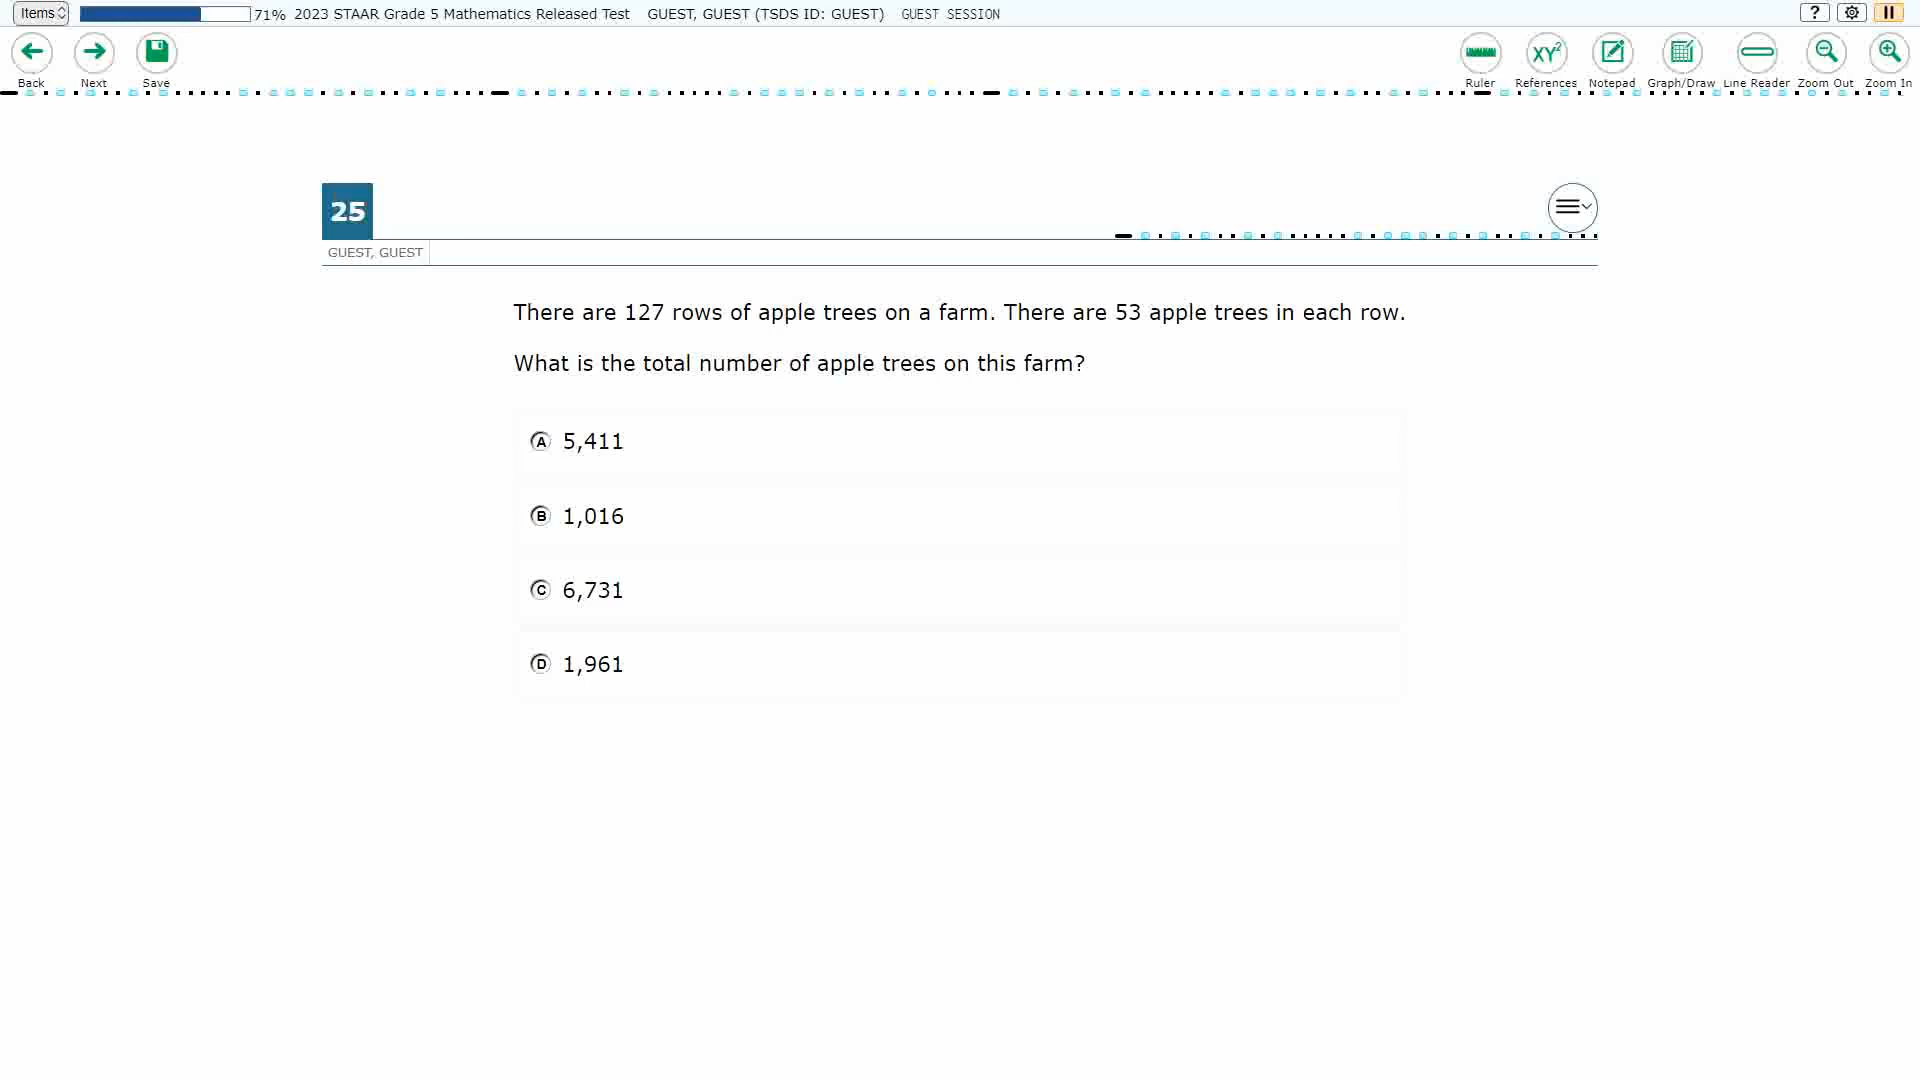 Items 71% 2023 STAAR Grade 5 Mathematics Released Test GUEST, GUEST (TSDS ID: GUEST) GUEST SESSION ?
XY²
Back Next Save Ruler References Notepad Graph/Draw Line Reader Zoom Out Zoom In
25
GUEST, GUEST
There are 127 rows of apple trees on a farm. There are 53 apple trees in each row.
What is the total number of apple trees on this farm?
A 5,411
B 1,016
C 6,731
D 1,961